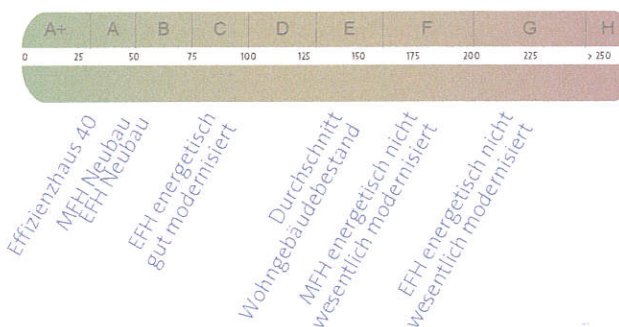 A+ A B C D E F G H
0 25 50 75 100 125 150 175 200 225 > 250
Effizienzhaus 40
MFH Neubau
EFH Neubau
EFH energetisch
gut modernisiert
Durchschnitt
Wohngebäudebestand
MFH energetisch nicht
wesentlich modernisiert
EFH energetisch nicht
wesentlich modernisiert